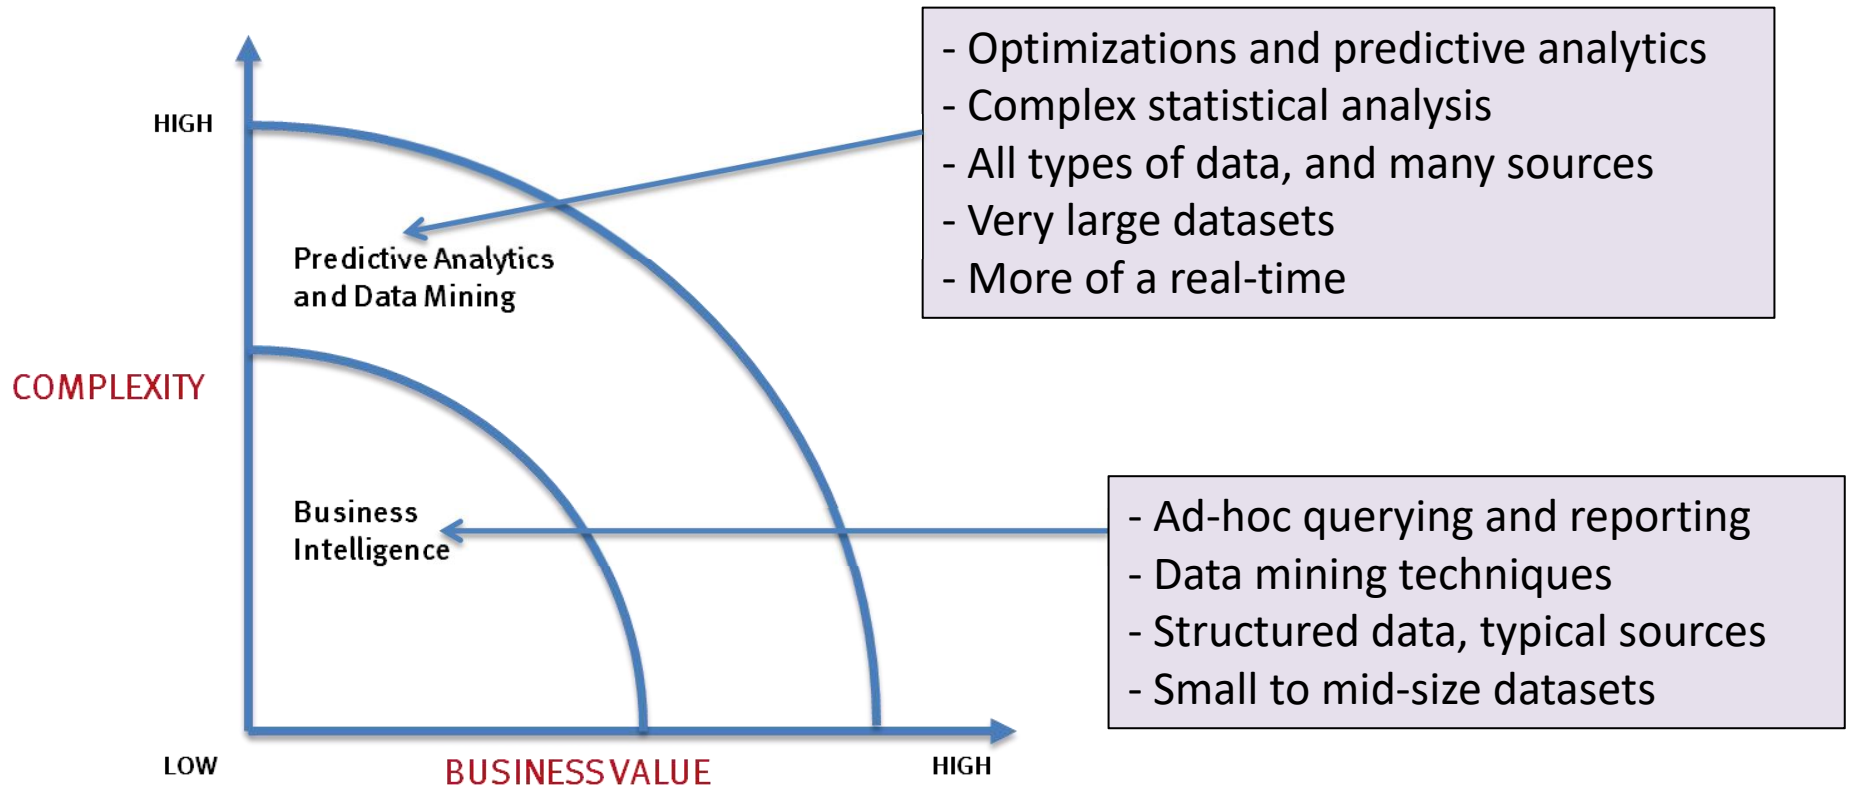 - Optimizations and predictive analytics
- Complex statistical analysis
- All types of data, and many sources
- Very large datasets
- More of a real-time
HIGH
Predictive Analytics
and Data Mining
COMPLEXITY
Business
Intelligence
- Ad-hoc querying and reporting
- Data mining techniques
- Structured data, typical sources
- Small to mid-size datasets
LOW
BUSINESS VALUE
HIGH